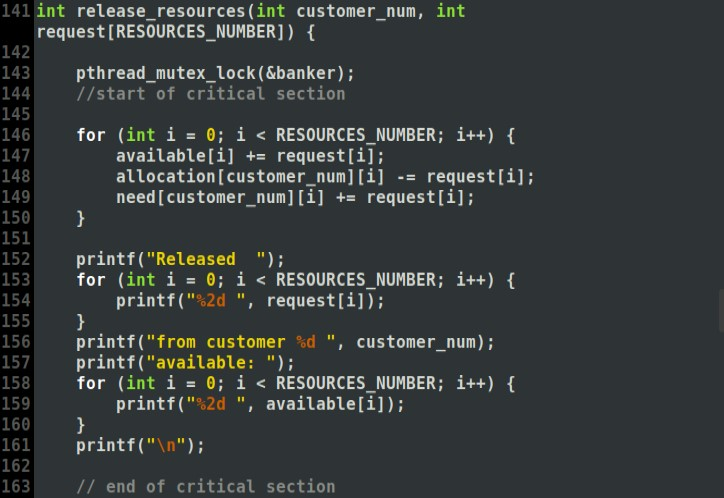 141 int release_resources(int customer_num, int
request[RESOURCES_NUMBER]) {
142
143     pthread_mutex_lock(&banker);
144     //start of critical section
145
146     for (int i = 0; i < RESOURCES_NUMBER; i++) {
147         available[i] += request[i];
148         allocation[customer_num][i] -= request[i];
149         need[customer_num][i] += request[i];
150     }
151
152     printf("Released  ");
153     for (int i = 0; i < RESOURCES_NUMBER; i++) {
154         printf("%2d ", request[i]);
155     }
156     printf("from customer %d ", customer_num);
157     printf("available: ");
158     for (int i = 0; i < RESOURCES_NUMBER; i++) {
159         printf("%2d ", available[i]);
160     }
161     printf("\n");
162
163     // end of critical section